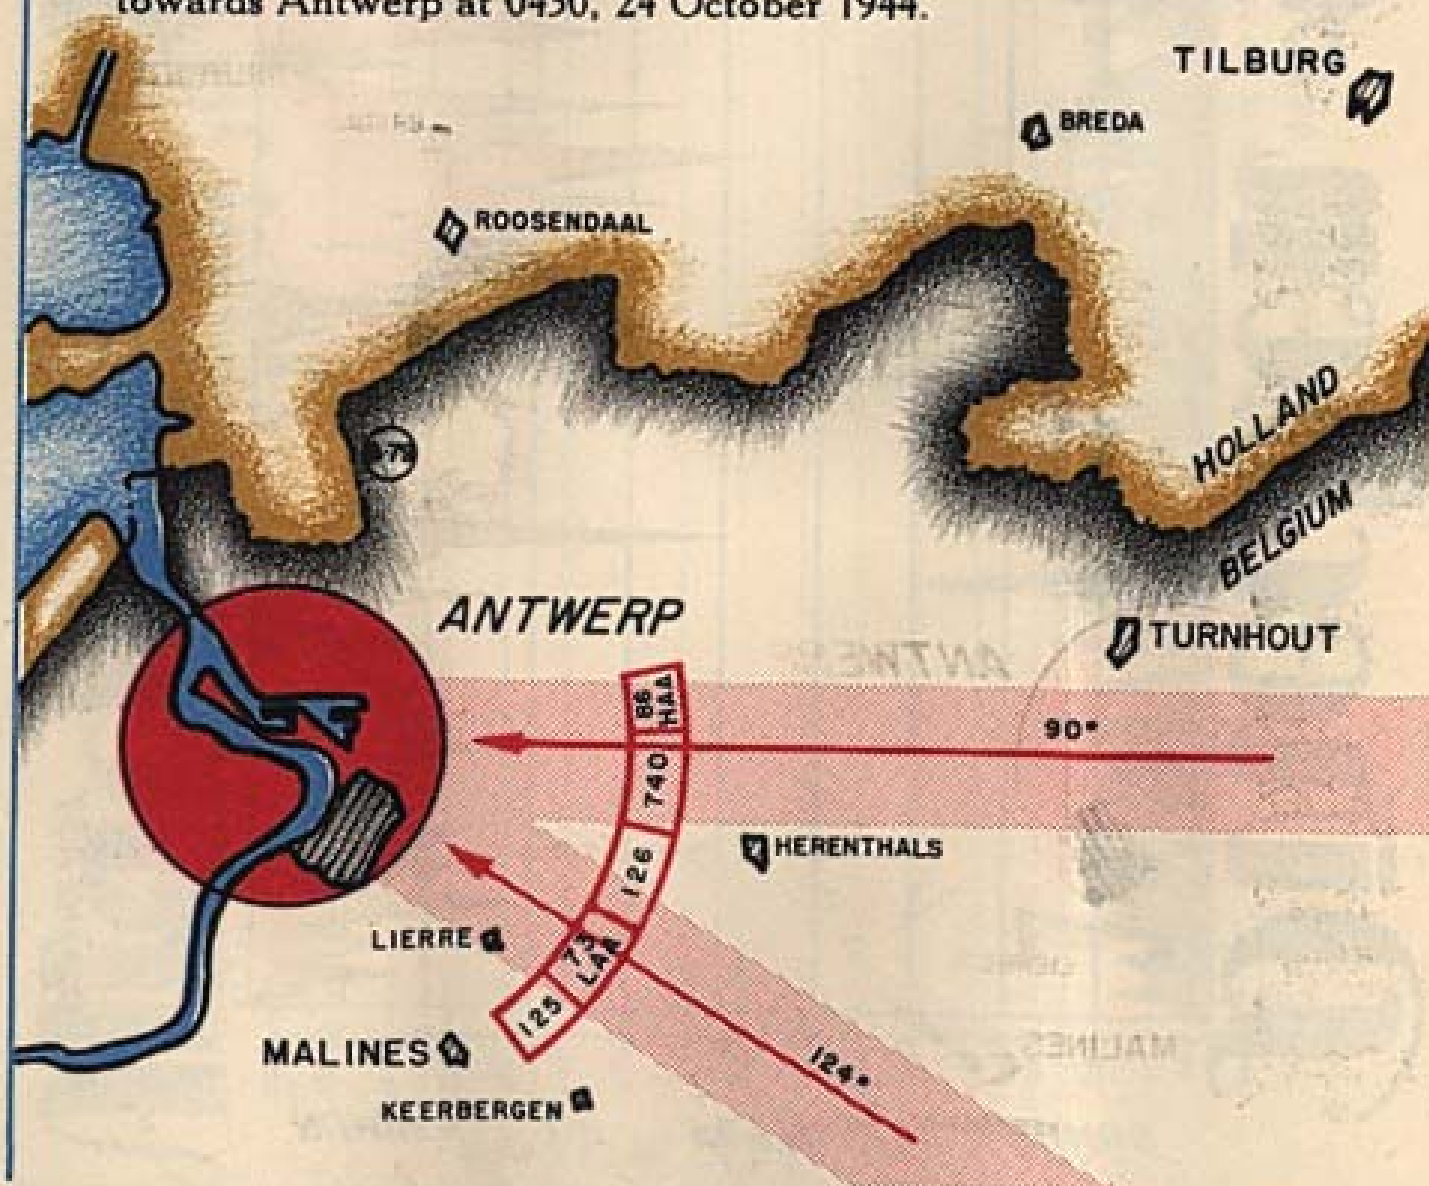 towards Antwerp at 0430, 24 October 1944.
TILBURG
BREDA
ROOSENDAAL
HOLLAND
BELGIUM
ANTWERP
TURNHOUT
86
HAA
90°
740
HERENTHALS
126
LIERRE
73
LAA
125
MALINES
124°
KEERBERGEN